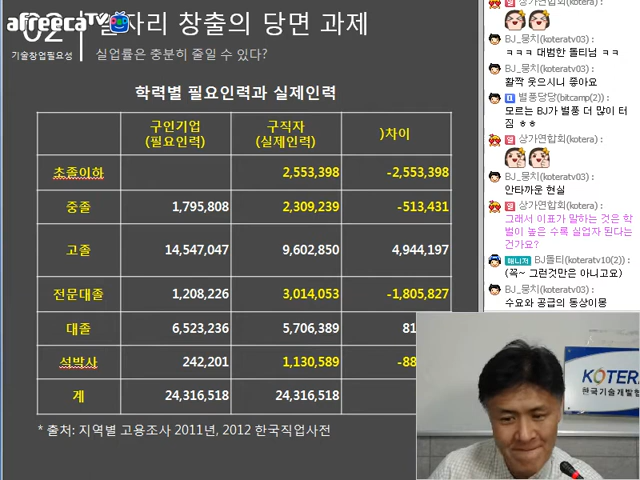 afreecaTV
02
일자리 창출의 당면 과제
기술창업필요성
실업률은 충분히 줄일 수 있다?
학력별 필요인력과 실제인력
구인기업 (필요인력) 구직자 (실제인력) )차이
초졸이하 2,553,398 -2,553,398
중졸 1,795,808 2,309,239 -513,431
고졸 14,547,047 9,602,850 4,944,197
전문대졸 1,208,226 3,014,053 -1,805,827
대졸 6,523,236 5,706,389 81
석박사 242,201 1,130,589 -88
계 24,316,518 24,316,518
* 출처: 지역별 고용조사 2011년, 2012 한국직업사전
열 상가연합회(kotera)
BJ_뭉치(koteratv03):
ㅋㅋㅋ 대범한 돌티님 ㅋㅋ
BJ_뭉치(koteratv03):
활짝 웃으시니 좋아요
별풍당당(bitcamp(2)):
모르는 BJ가 별풍 더 많이 터
짐 ㅎㅎ
열 상가연합회(kotera):
BJ_뭉치(koteratv03):
안타까운 현실
열 상가연합회(kotera):
그래서 이표가 말하는 것은 학
벌이 높은 수록 실업자 된다는
건가요?
매니저 BJ돌티(koteratv10(2)):
(꼭~ 그런것만은 아니고요)
BJ_뭉치(koteratv03):
수요와 공급의 동상이몽
KOTERA
한국기술개발협